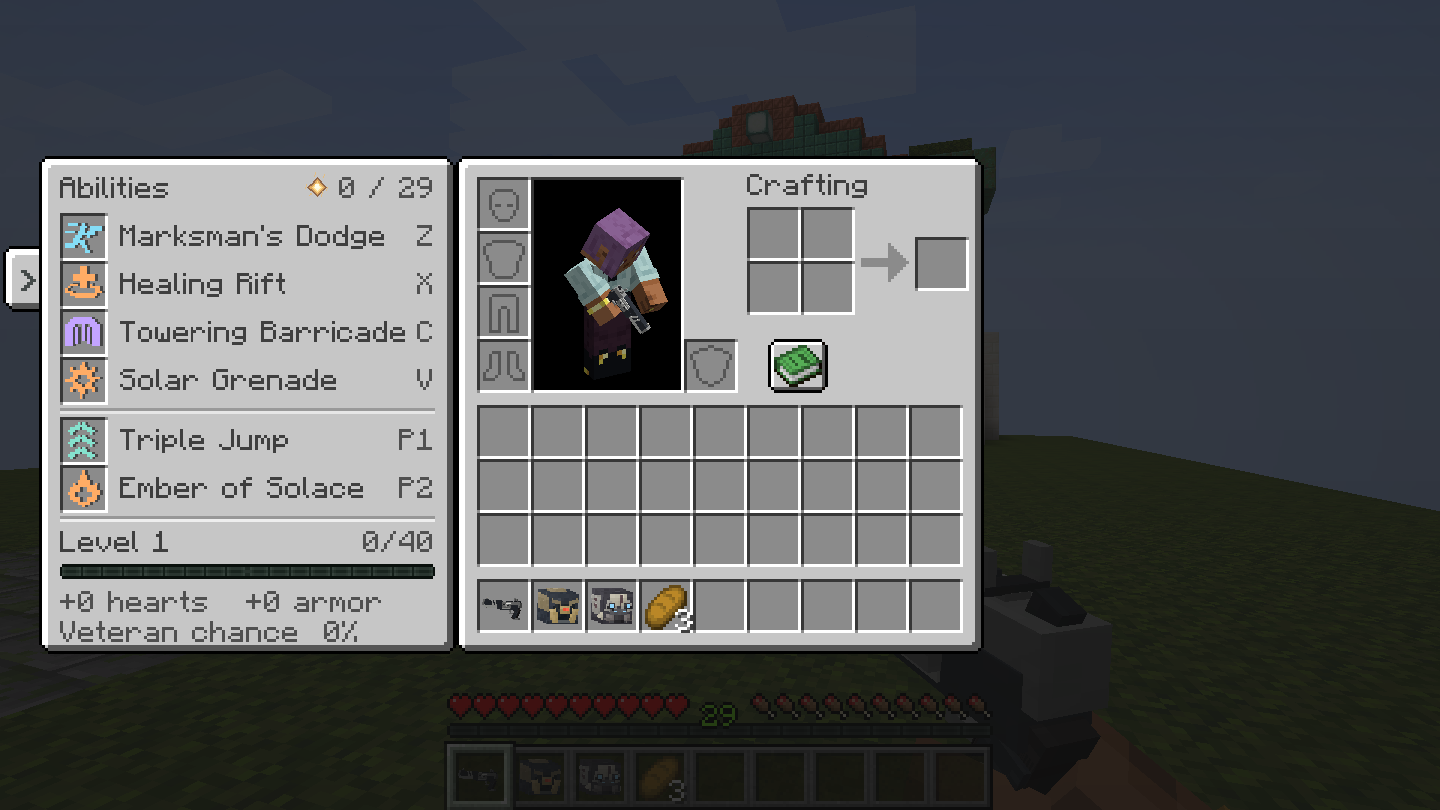 Abilities 0 / 29
Marksman's Dodge Z
Healing Rift X
Towering Barricade C
Solar Grenade V
Triple Jump P1
Ember of Solace P2
Level 1 0/40
+0 hearts +0 armor
Veteran chance 0%
>
Crafting
3
29
3